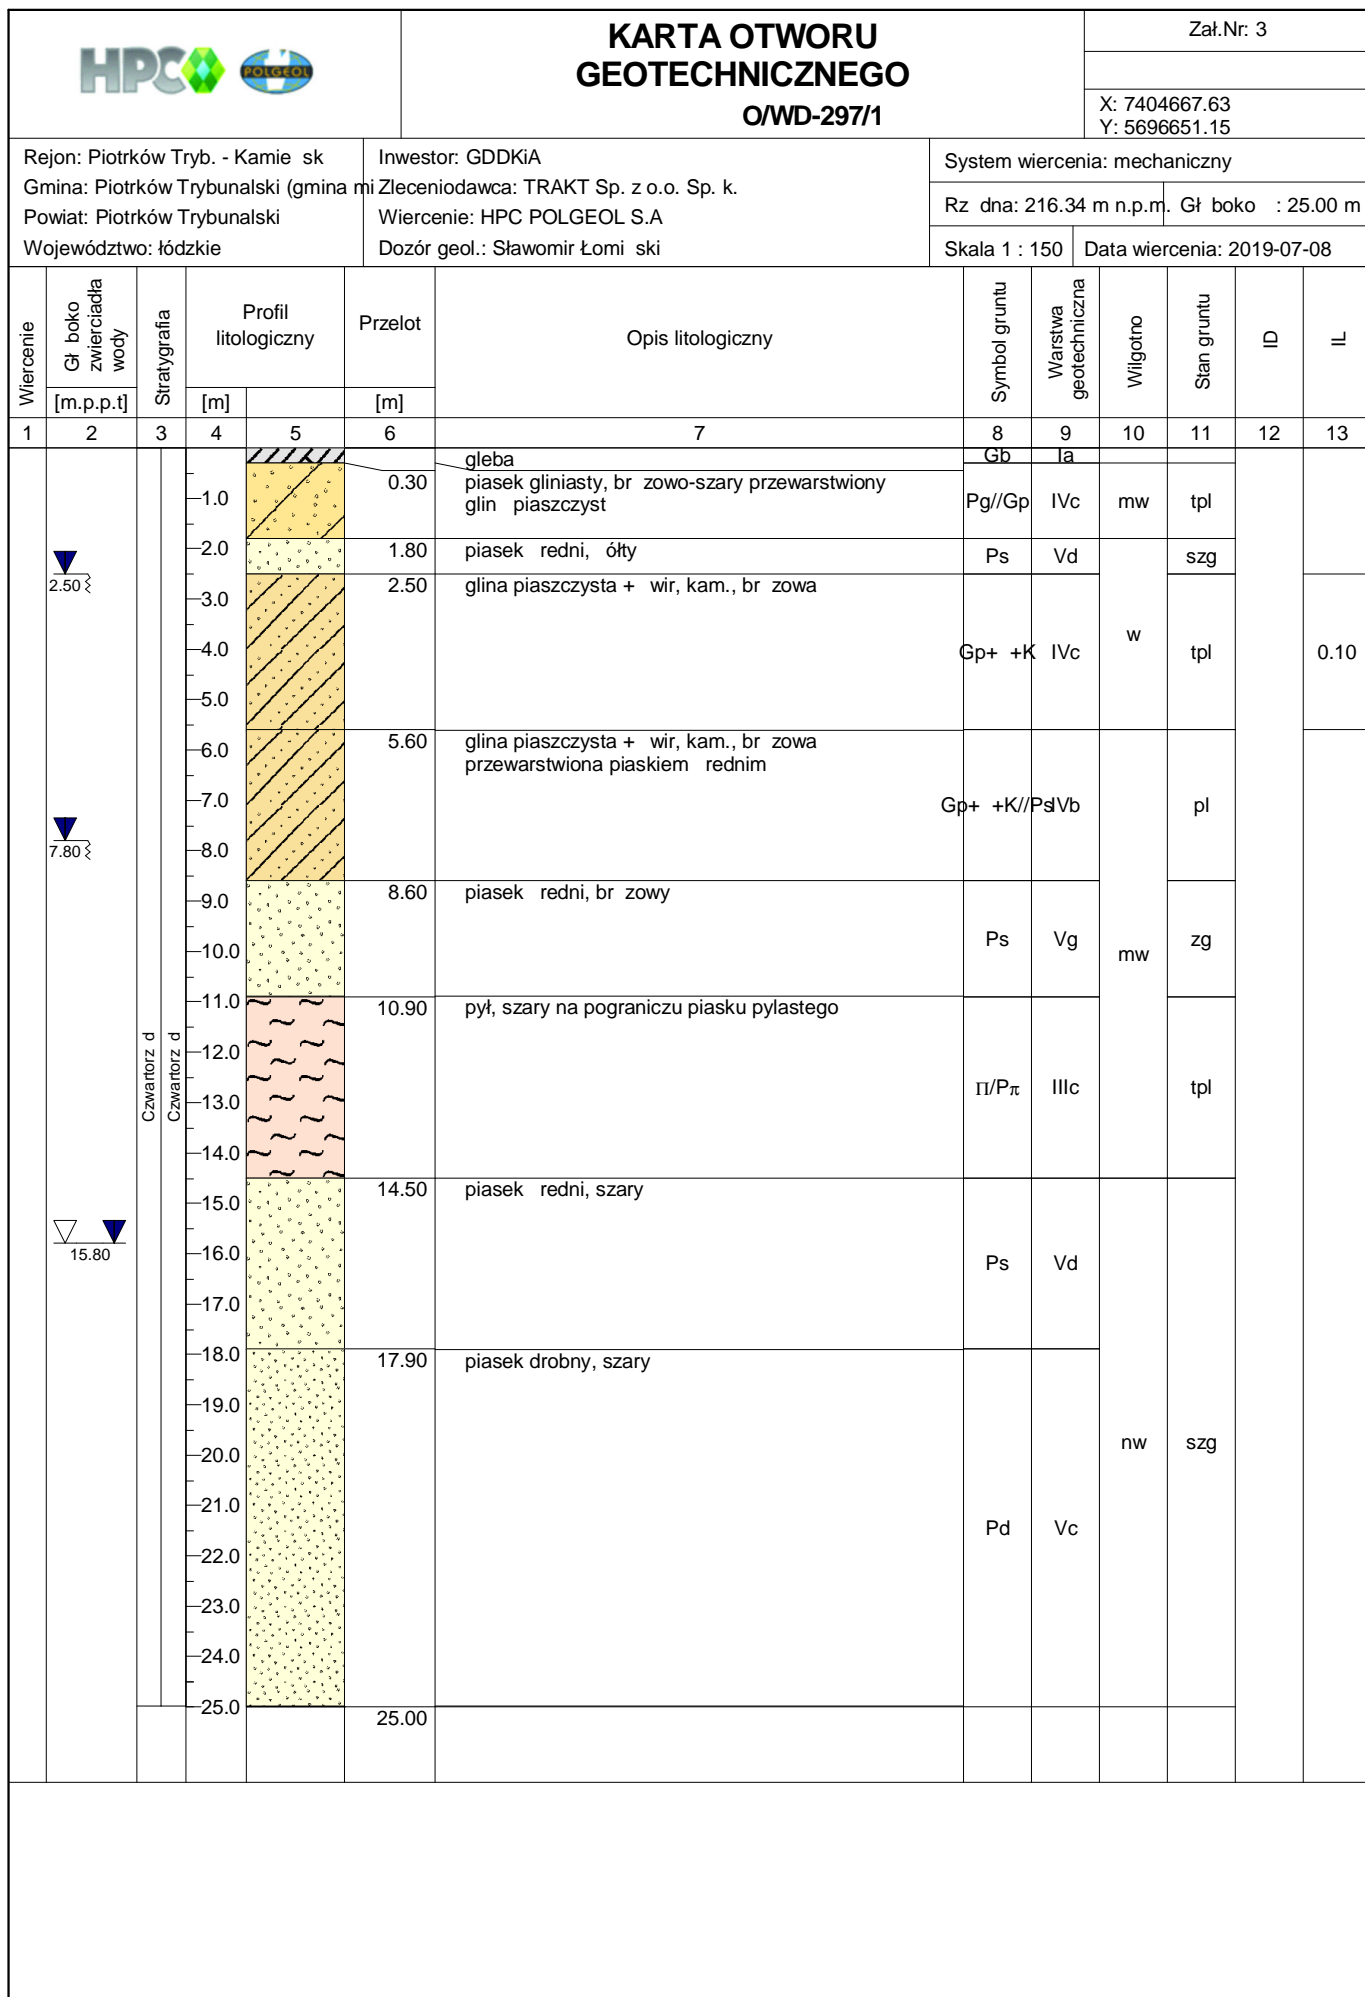 HPC POLGEOL
KARTA OTWORU
GEOTECHNICZNEGO
O/WD-297/1
Zał.Nr: 3
X: 7404667.63
Y: 5696651.15
Rejon: Piotrków Tryb. - Kamie sk
Gmina: Piotrków Trybunalski (gmina mi
Powiat: Piotrków Trybunalski
Województwo: łódzkie
Inwestor: GDDKiA
Zleceniodawca: TRAKT Sp. z o.o. Sp. k.
Wiercenie: HPC POLGEOL S.A
Dozór geol.: Sławomir Łomi ski
System wiercenia: mechaniczny
Rz dna: 216.34 m n.p.m. Gł boko : 25.00 m
Skala 1 : 150 Data wiercenia: 2019-07-08
Wiercenie
Gł boko zwierciadła wody
[m.p.p.t]
Stratygrafia
Profil litologiczny
[m]
Przelot
[m]
Opis litologiczny
Symbol gruntu
Warstwa geotechniczna
Wilgotno
Stan gruntu
ID
IL
1 2 3 4 5 6 7 8 9 10 11 12 13
gleba Gb Ia
0.30 piasek gliniasty, br zowo-szary przewarstwiony
glin piaszczyst
1.0 Pg//Gp IVc mw tpl
2.0 1.80 piasek redni, ółty Ps Vd szg
2.50 2.50 glina piaszczysta + wir, kam., br zowa
3.0
4.0 Gp+ +K IVc w tpl 0.10
5.0
5.60 glina piaszczysta + wir, kam., br zowa
6.0 przewarstwiona piaskiem rednim
7.0 Gp+ +K//Ps IVb pl
7.80
8.0
9.0 8.60 piasek redni, br zowy
10.0 Ps Vg mw zg
11.0 10.90 pył, szary na pograniczu piasku pylastego
12.0
Czwartorz d
Czwartorz d
13.0 Π/Pπ IIIc tpl
14.0
14.50 piasek redni, szary
15.0
15.80
16.0 Ps Vd
17.0
18.0 17.90 piasek drobny, szary
19.0
20.0 nw szg
21.0
Pd Vc
22.0
23.0
24.0
25.0
25.00